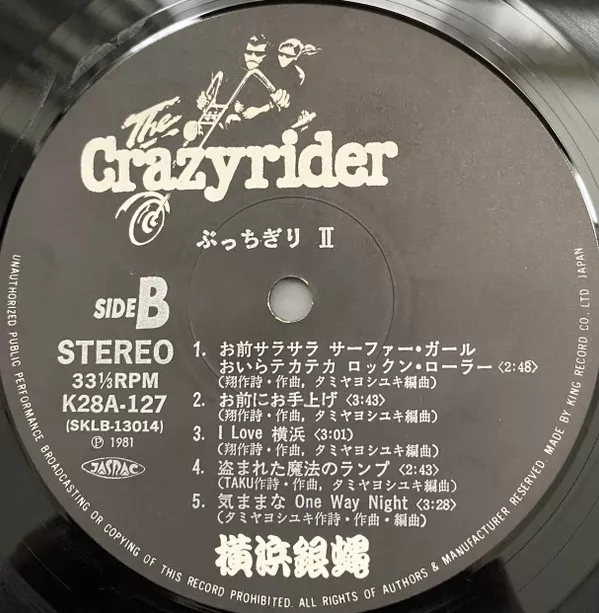 The
Crazyrider
ぶっちぎり Ⅱ
SIDE B
STEREO
33⅓RPM
K28A-127
(SKLB-13014)
Ⓟ 1981
JASRAC
1. お前サラサラ サーファー・ガール
おいらテカテカ ロックン・ローラー〈2:48〉
(翔作詩・作曲, タミヤヨシユキ編曲)
2. お前にお手上げ〈3:43〉
(翔作詩・作曲, タミヤヨシユキ編曲)
3. I Love 横浜〈3:01〉
(翔作詩・作曲, タミヤヨシユキ編曲)
4. 盗まれた魔法のランプ〈2:43〉
(TAKU作詩・作曲, タミヤヨシユキ編曲)
5. 気ままな One Way Night〈3:28〉
(タミヤヨシユキ作詩・作曲・編曲)
横浜銀蝿
UNAUTHORIZED PUBLIC PERFORMANCE BROADCASTING OR COPYING OF THIS RECORD PROHIBITED. ALL RIGHTS OF AUTHORS & MANUFACTURER RESERVED. MADE BY KING RECORD CO., LTD JAPAN